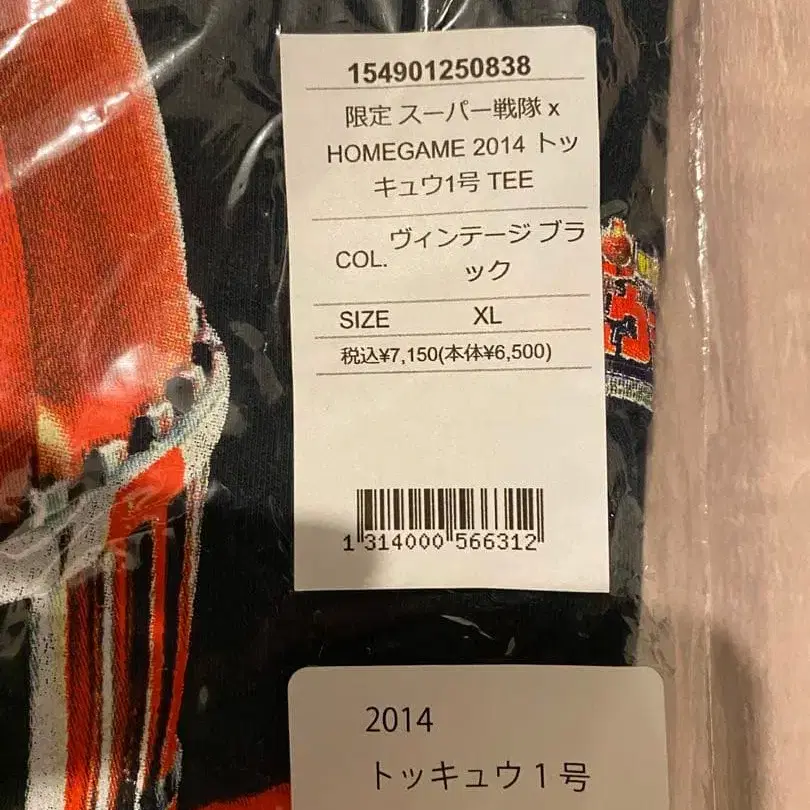 154901250838
限定 スーパー戦隊 x
HOMEGAME 2014 トッ
キュウ1号 TEE
COL. ヴィンテージ ブラ
ック
SIZE XL
税込¥7,150(本体¥6,500)
1 314000 566312
2014
トッキュウ1号